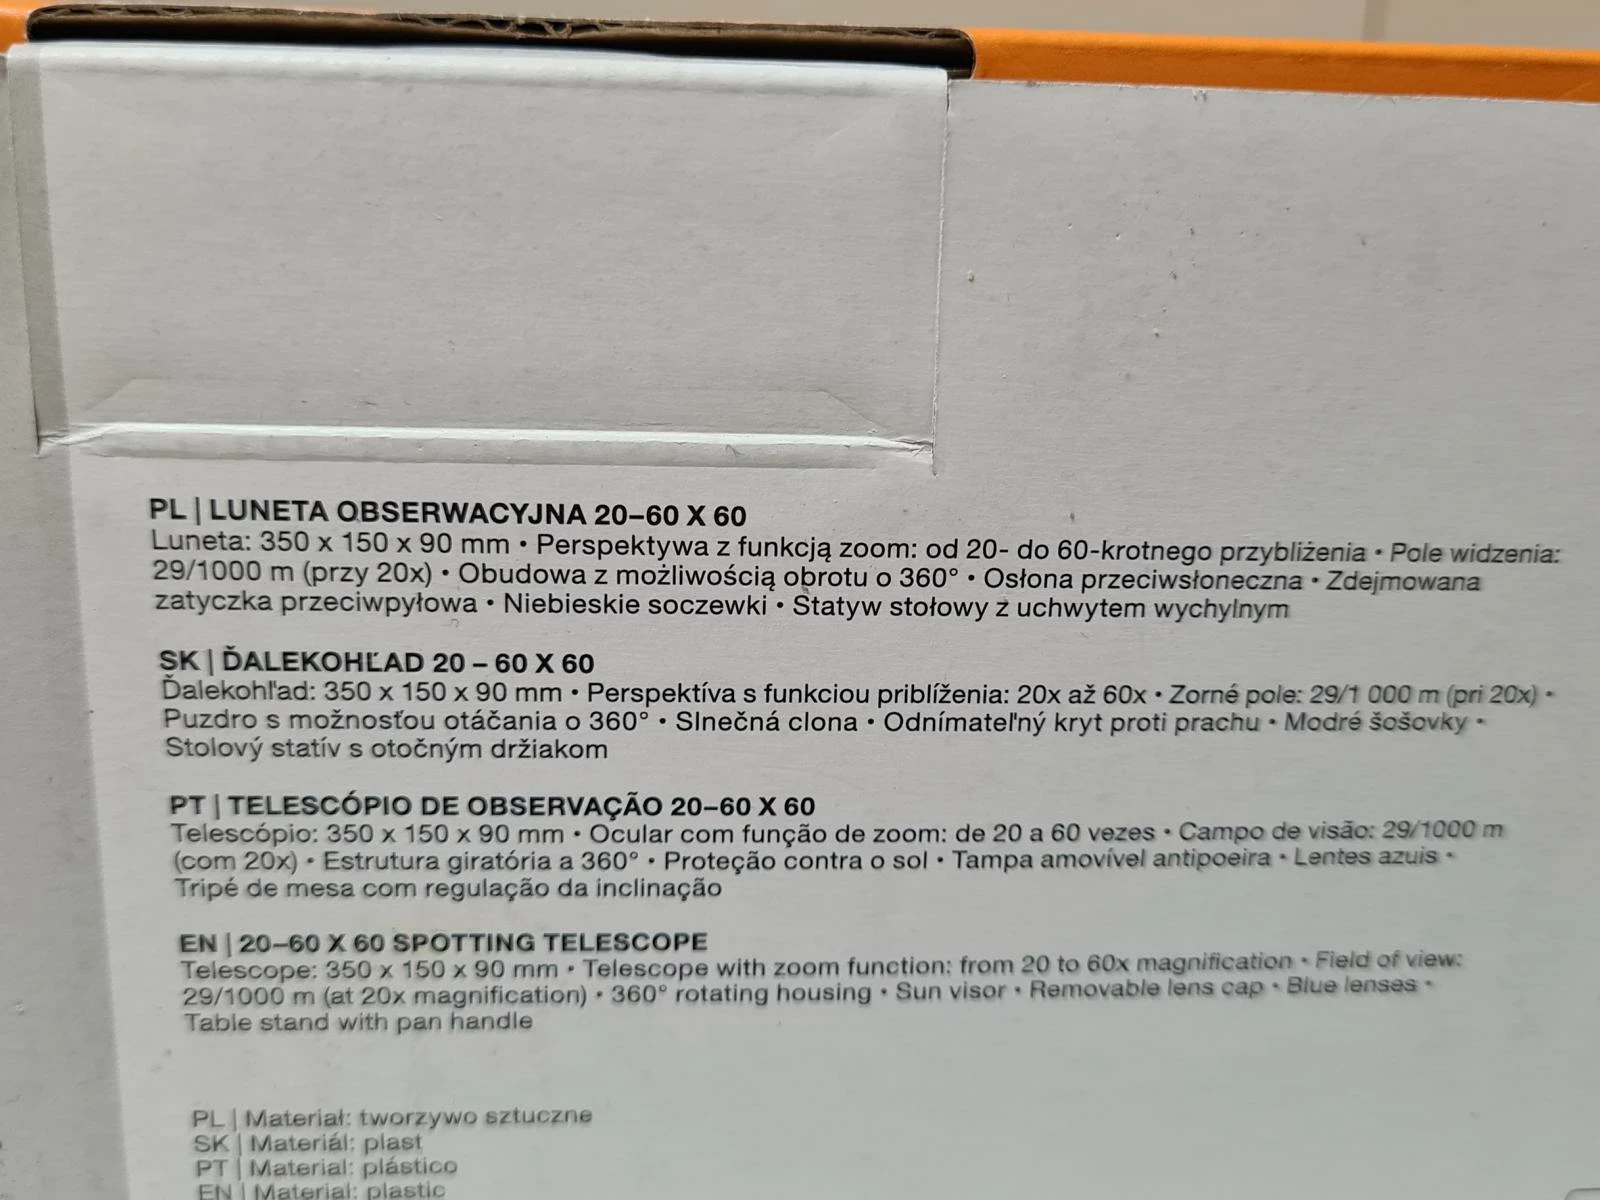 PL | LUNETA OBSERWACYJNA 20–60 X 60
Luneta: 350 x 150 x 90 mm • Perspektywa z funkcją zoom: od 20- do 60-krotnego przybliżenia • Pole widzenia:
29/1000 m (przy 20x) • Obudowa z możliwością obrotu o 360° • Osłona przeciwsłoneczna • Zdejmowana
zatyczka przeciwpyłowa • Niebieskie soczewki • Statyw stołowy z uchwytem wychylnym
SK | ĎALEKOHĽAD 20 – 60 X 60
Ďalekohľad: 350 x 150 x 90 mm • Perspektíva s funkciou priblíženia: 20x až 60x • Zorné pole: 29/1 000 m (pri 20x) •
Puzdro s možnosťou otáčania o 360° • Slnečná clona • Odnímateľný kryt proti prachu • Modré šošovky •
Stolový statív s otočným držiakom
PT | TELESCÓPIO DE OBSERVAÇÃO 20–60 X 60
Telescópio: 350 x 150 x 90 mm • Ocular com função de zoom: de 20 a 60 vezes • Campo de visão: 29/1000 m
(com 20x) • Estrutura giratória a 360° • Proteção contra o sol • Tampa amovível antipoeira • Lentes azuis •
Tripé de mesa com regulação da inclinação
EN | 20–60 X 60 SPOTTING TELESCOPE
Telescope: 350 x 150 x 90 mm • Telescope with zoom function: from 20 to 60x magnification • Field of view:
29/1000 m (at 20x magnification) • 360° rotating housing • Sun visor • Removable lens cap • Blue lenses •
Table stand with pan handle
PL | Materiał: tworzywo sztuczne
SK | Materiál: plast
PT | Material: plástico
EN | Material: plastic